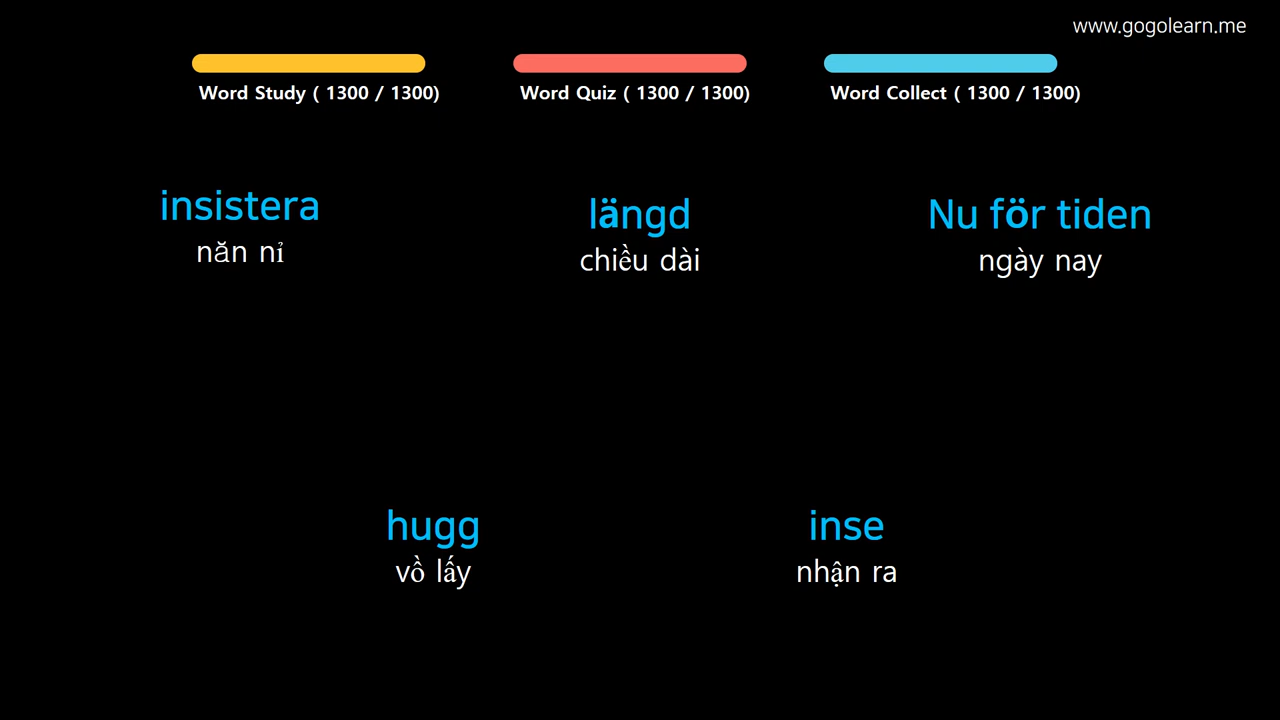 www.gogolearn.me
Word Study ( 1300 / 1300)
Word Quiz ( 1300 / 1300)
Word Collect ( 1300 / 1300)
insistera
năn nỉ
längd
chiều dài
Nu för tiden
ngày nay
hugg
vồ lấy
inse
nhận ra